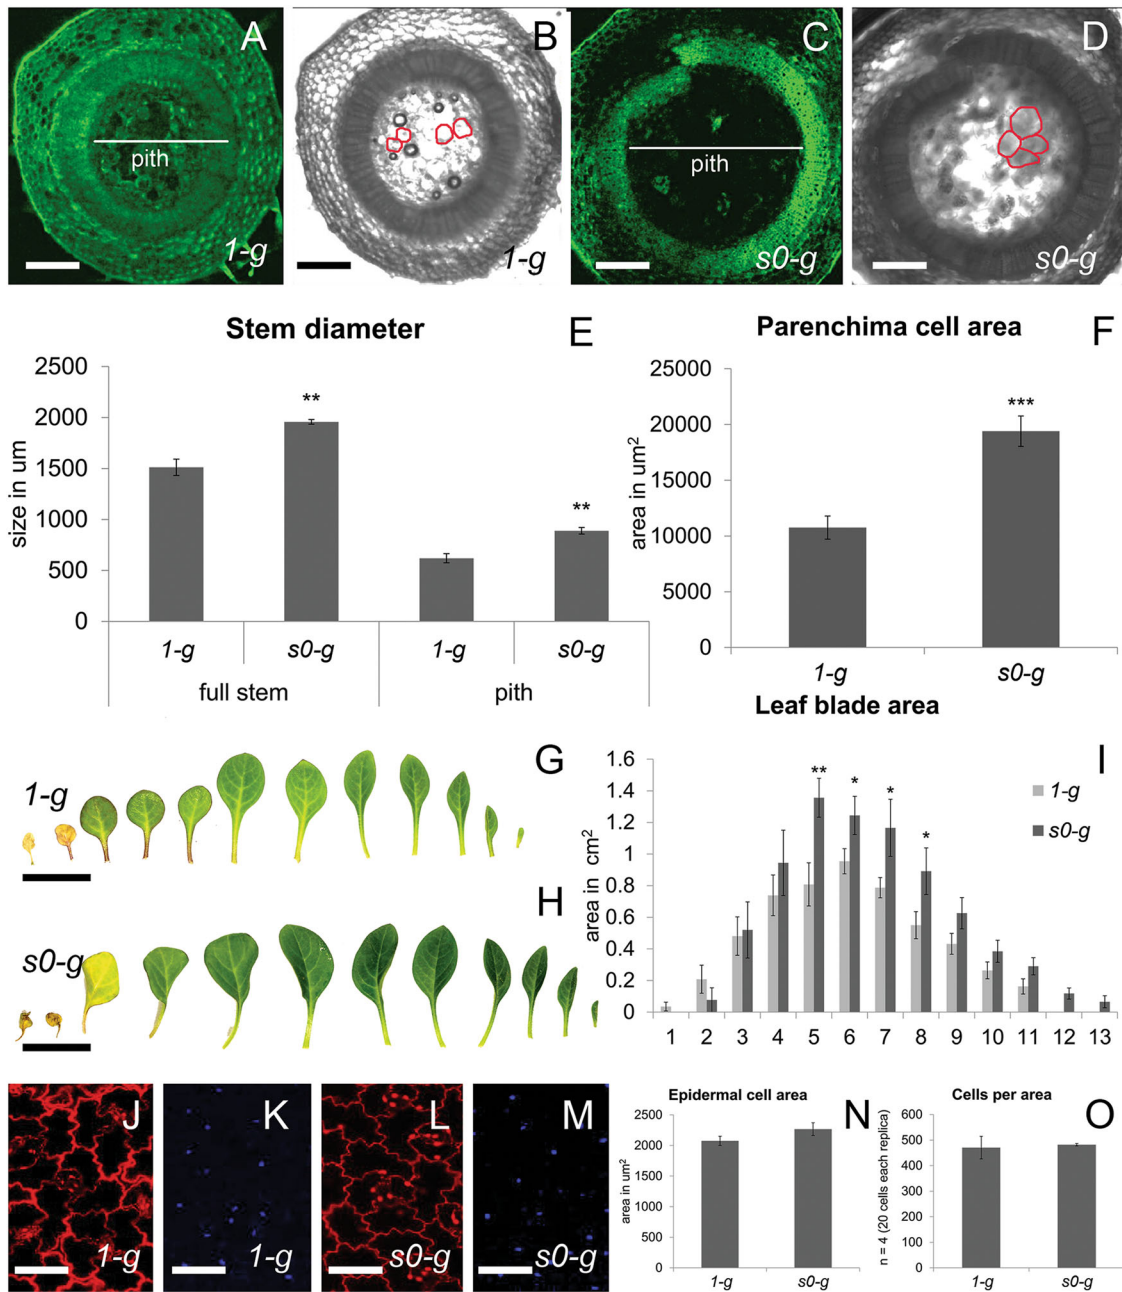 A
pith
1-g
B
1-g
C
pith
s0-g
D
s0-g
Stem diameter
E
size in um
2500
2000
1500
1000
500
0
**
**
1-g
s0-g
1-g
s0-g
full stem
pith
Parenchima cell area
F
area in um²
25000
20000
15000
10000
5000
0
***
1-g
s0-g
G
1-g
H
s0-g
Leaf blade area
I
area in cm²
1.6
1.4
1.2
1
0.8
0.6
0.4
0.2
0
**
*
*
*
1-g
s0-g
1 2 3 4 5 6 7 8 9 10 11 12 13
J
1-g
K
1-g
L
s0-g
M
s0-g
Epidermal cell area
N
area in um²
2500
2000
1500
1000
500
0
1-g
s0-g
Cells per area
O
n = 4 (20 cells each replica)
600
500
400
300
200
100
0
1-g
s0-g